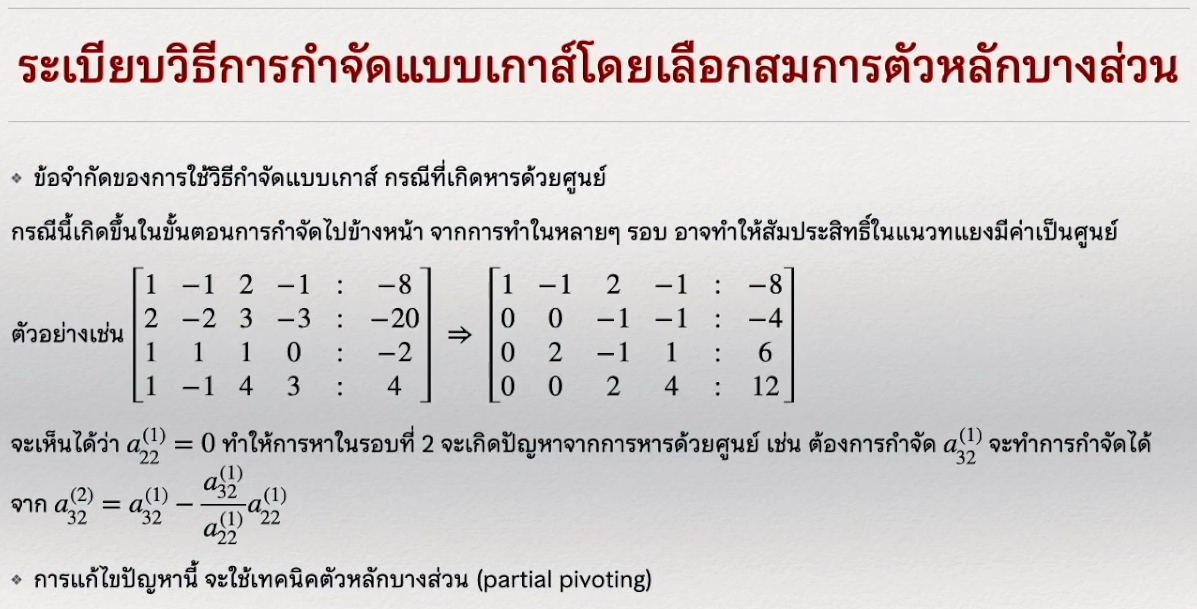 ระเบียบวิธีการกำจัดแบบเกาส์โดยเลือกสมการตัวหลักบางส่วน
❖ ข้อจำกัดของการใช้วิธีกำจัดแบบเกาส์ กรณีที่เกิดหารด้วยศูนย์
กรณีนี้เกิดขึ้นในขั้นตอนการกำจัดไปข้างหน้า จากการทำในหลายๆ รอบ อาจทำให้สัมประสิทธิ์ในแนวทแยงมีค่าเป็นศูนย์
ตัวอย่างเช่น
[1 −1 2 −1 : −8] ⇒ [1 −1 2 −1 : −8]
[2 −2 3 −3 : −20] [0 0 −1 −1 : −4]
[1 1 1 0 : −2] [0 2 −1 1 : 6]
[1 −1 4 3 : 4] [0 0 2 4 : 12]
จะเห็นได้ว่า a_{22}^{(1)} = 0 ทำให้การหาในรอบที่ 2 จะเกิดปัญหาจากการหารด้วยศูนย์ เช่น ต้องการกำจัด a_{32}^{(1)} จะทำการกำจัดได้
จาก a_{32}^{(2)} = a_{32}^{(1)} − \frac{a_{32}^{(1)}}{a_{22}^{(1)}} a_{22}^{(1)}
❖ การแก้ไขปัญหานี้ จะใช้เทคนิคตัวหลักบางส่วน (partial pivoting)